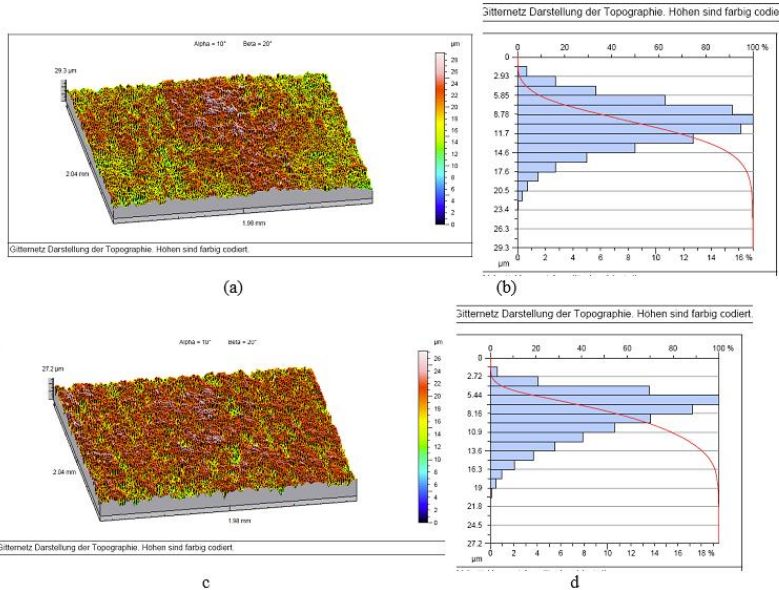 Gitternetz Darstellung der Topographie. Höhen sind farbig codie
Alpha = 10° Beta = 20°
µm
29.3 µm
28
26
24
22
20
18
16
14
12
10
8
6
4
2
0
2.04 mm
1.98 mm
Gitternetz Darstellung der Topographie. Höhen sind farbig codiert.
(a)
0 20 40 60 80 100 %
0
2.93
5.85
8.78
11.7
14.6
17.6
20.5
23.4
26.3
29.3
µm
0 2 4 6 8 10 12 14 16 %
(b)
Gitternetz Darstellung der Topographie. Höhen sind farbig codiert.
Alpha = 10° Beta = 20°
µm
27.2 µm
26
24
22
20
18
16
14
12
10
8
6
4
2
0
2.04 mm
1.98 mm
Gitternetz Darstellung der Topographie. Höhen sind farbig codiert.
c
0 20 40 60 80 100 %
0
2.72
5.44
8.16
10.9
13.6
16.3
19
21.8
24.5
27.2
µm
0 2 4 6 8 10 12 14 16 18 %
d